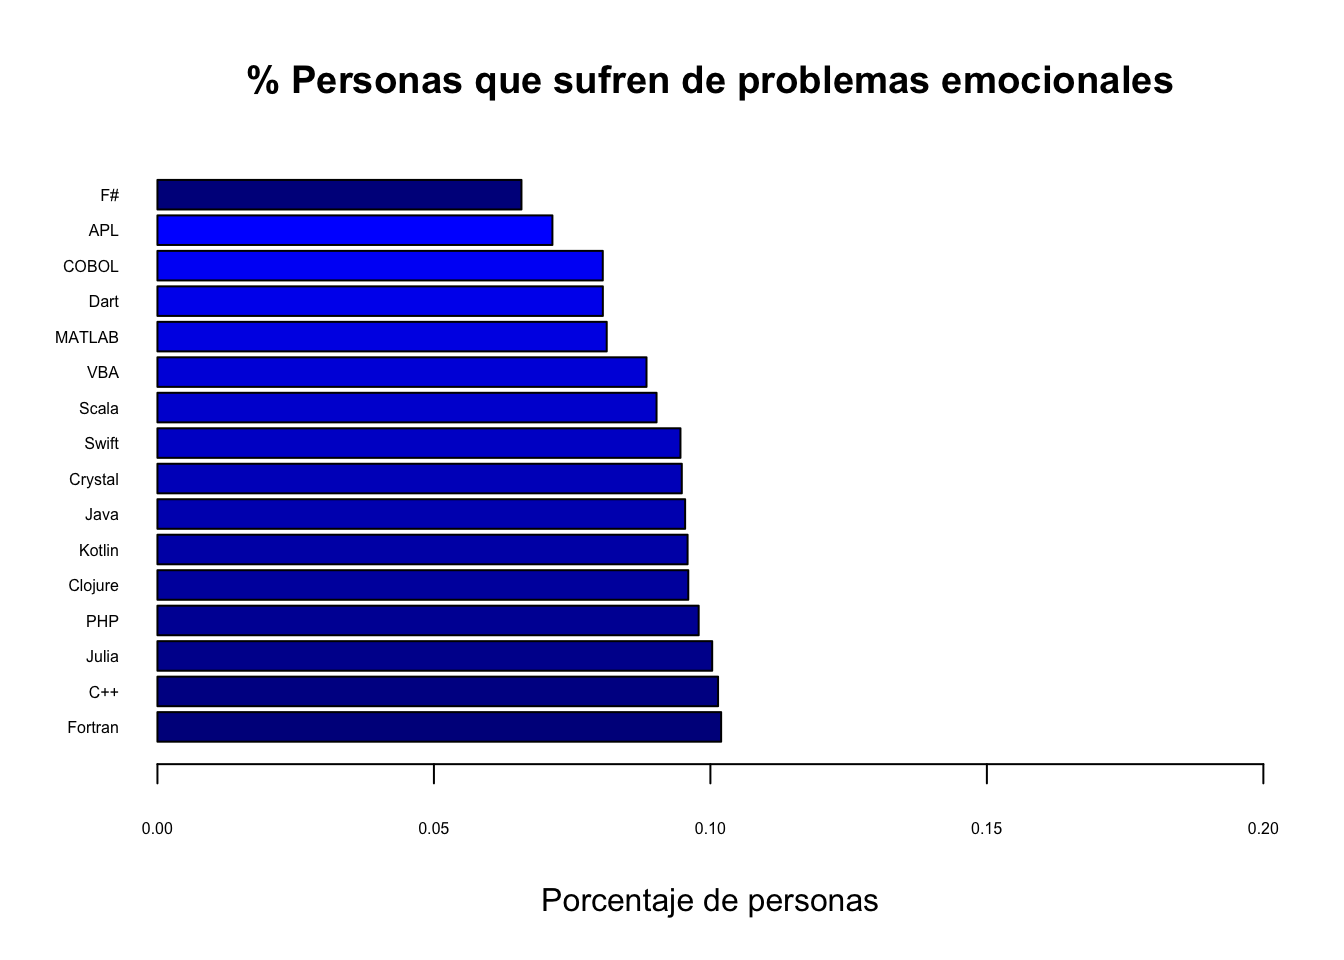 % Personas que sufren de problemas emocionales
F#
APL
COBOL
Dart
MATLAB
VBA
Scala
Swift
Crystal
Java
Kotlin
Clojure
PHP
Julia
C++
Fortran
0.00 0.05 0.10 0.15 0.20
Porcentaje de personas